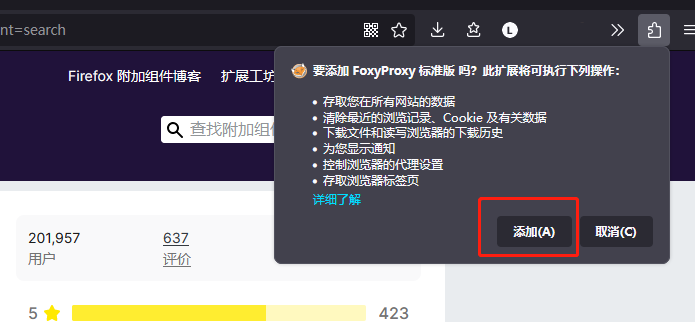 nt=search
L
Firefox 附加组件博客 扩展工坊
查找附加组件
要添加 FoxyProxy 标准版 吗？此扩展将可执行下列操作：
• 存取您在所有网站的数据
• 清除最近的浏览记录、Cookie 及有关数据
• 下载文件和读写浏览器的下载历史
• 为您显示通知
• 控制浏览器的代理设置
• 存取浏览器标签页
详细了解
添加(A) 取消(C)
201,957 637
用户 评价
5 423